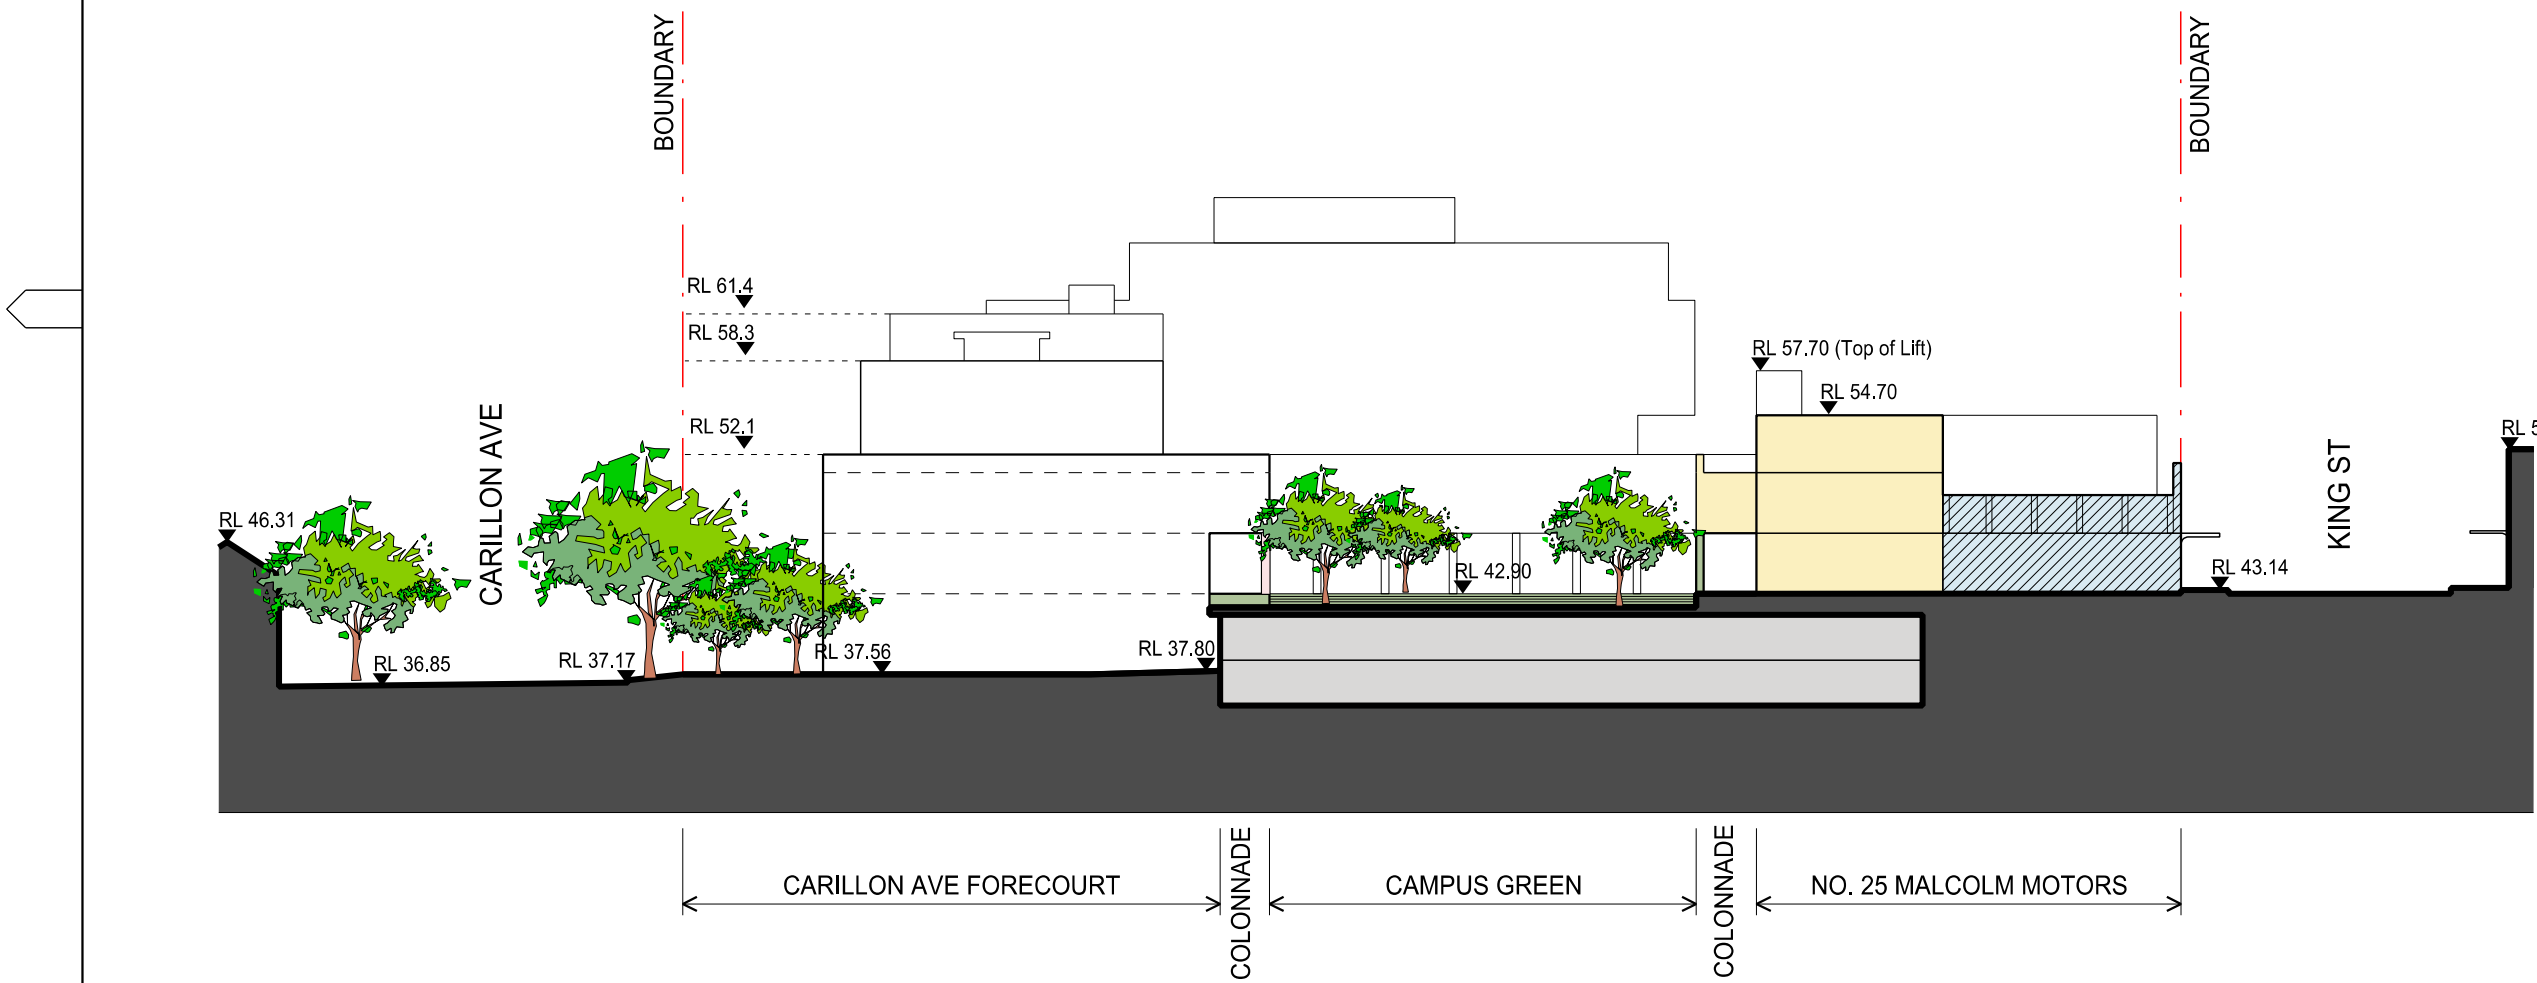 BOUNDARY
BOUNDARY
RL 61.4
RL 58.3
RL 57.70 (Top of Lift)
RL 54.70
RL 52.1
RL 5
CARILLON AVE
KING ST
RL 46.31
RL 42.90
RL 43.14
RL 37.80
RL 37.56
RL 37.17
RL 36.85
CARILLON AVE FORECOURT
COLONNADE
CAMPUS GREEN
COLONNADE
NO. 25 MALCOLM MOTORS